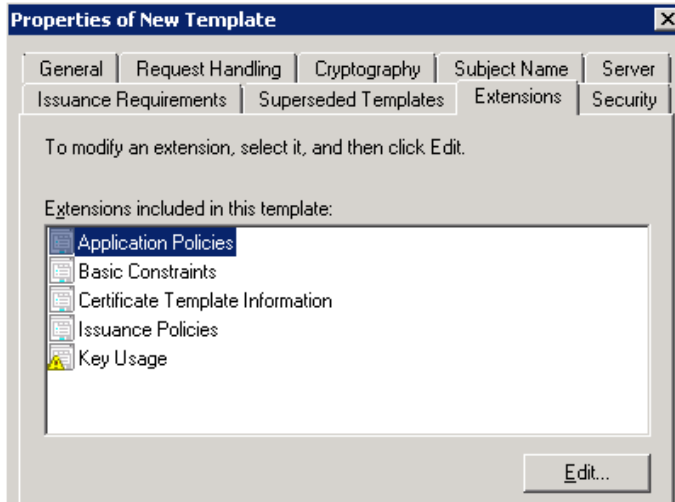 Properties of New Template
General Request Handling Cryptography Subject Name Server
Issuance Requirements Superseded Templates Extensions Security
To modify an extension, select it, and then click Edit.
Extensions included in this template:
Application Policies
Basic Constraints
Certificate Template Information
Issuance Policies
Key Usage
Edit...